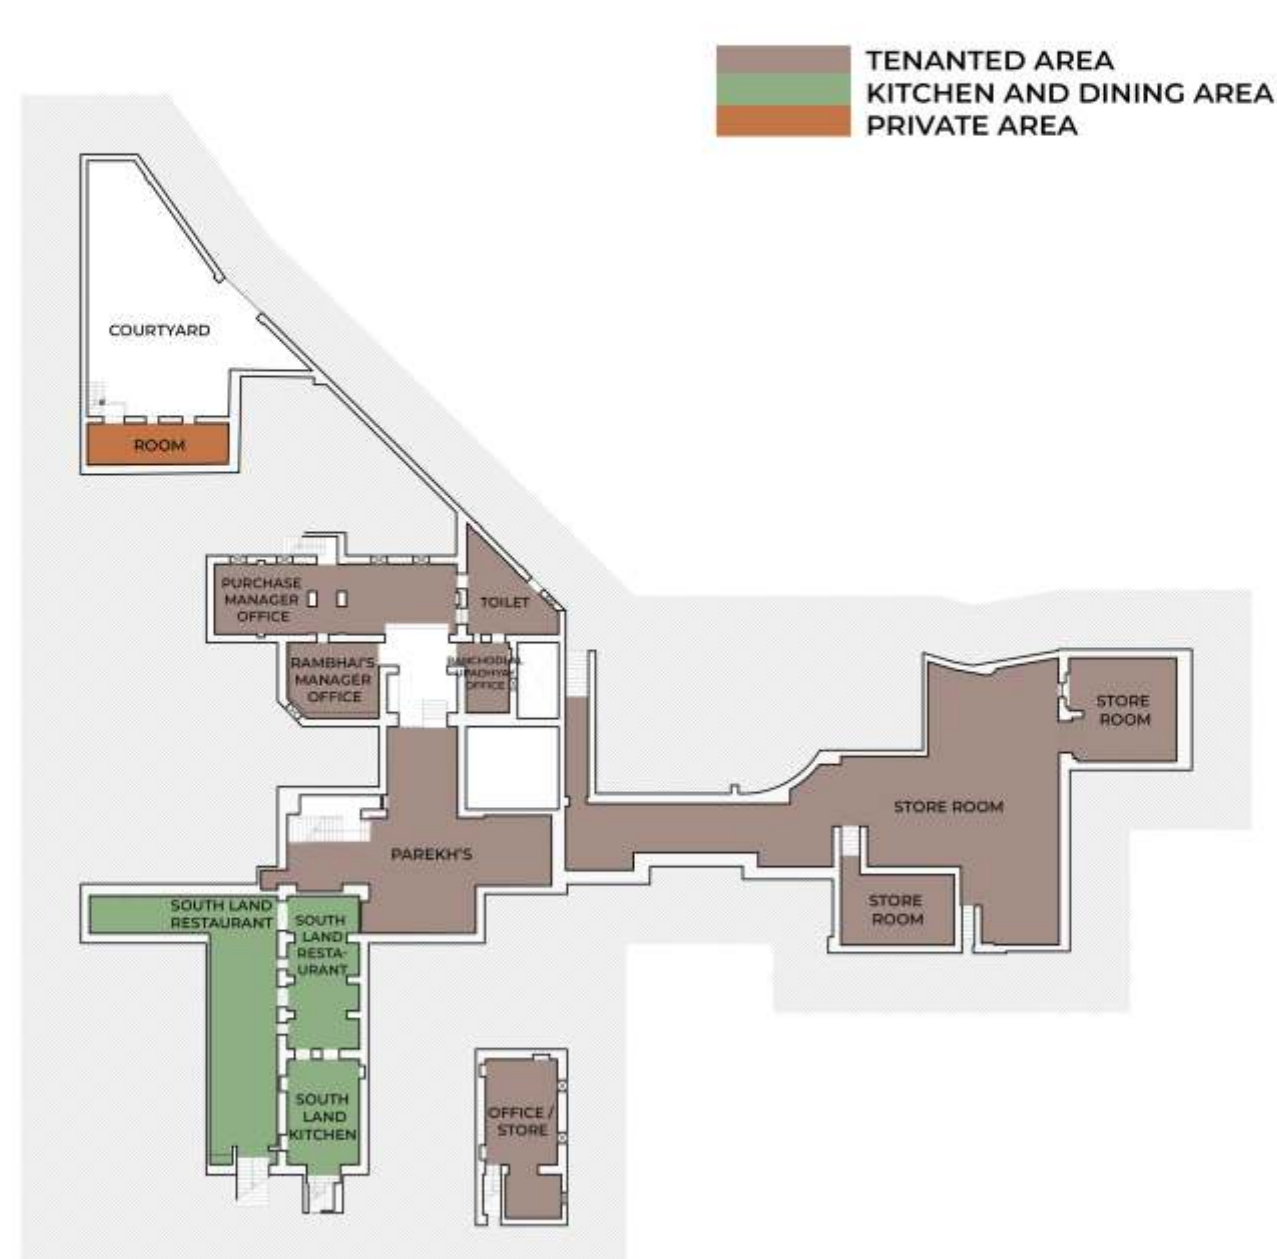 TENANTED AREA
KITCHEN AND DINING AREA
PRIVATE AREA
COURTYARD
ROOM
PURCHASE
MANAGER
OFFICE
TOILET
RAMBHAI'S
MANAGER
OFFICE
OFFICE
STORE
ROOM
STORE ROOM
PAREKH'S
STORE
ROOM
SOUTH LAND
RESTAURANT
SOUTH
LAND
RESTA-
URANT
SOUTH
LAND
KITCHEN
OFFICE /
STORE